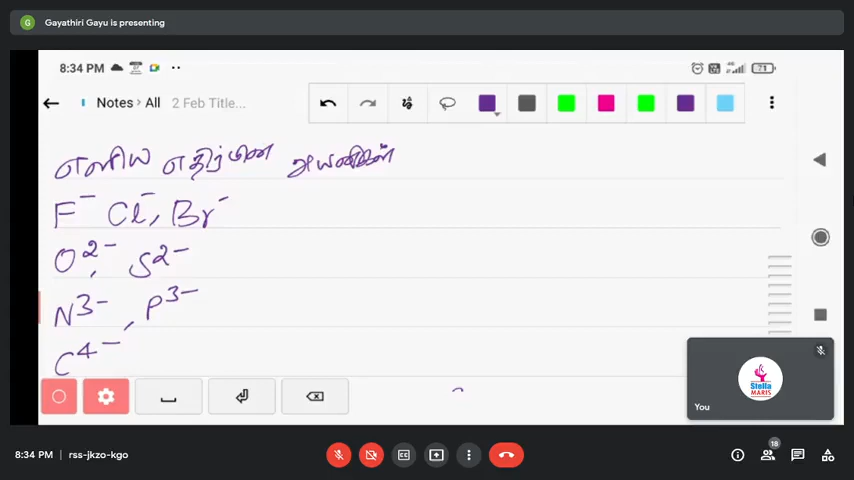 G Gayathiri Gayu is presenting
8:34 PM 71
Notes > All 2 Feb Title...
எளிய எதிர்மின் அயனிகள்
F⁻ Cl⁻, Br⁻
O²⁻, S²⁻
N³⁻, P³⁻
C⁴⁻
Stella
MARIS
You
8:34 PM | rss-jkzo-kgo
18